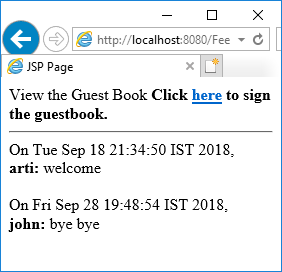 http://localhost:8080/Fee
JSP Page
View the Guest Book Click here to sign
the guestbook.
On Tue Sep 18 21:34:50 IST 2018,
arti: welcome
On Fri Sep 28 19:48:54 IST 2018,
john: bye bye